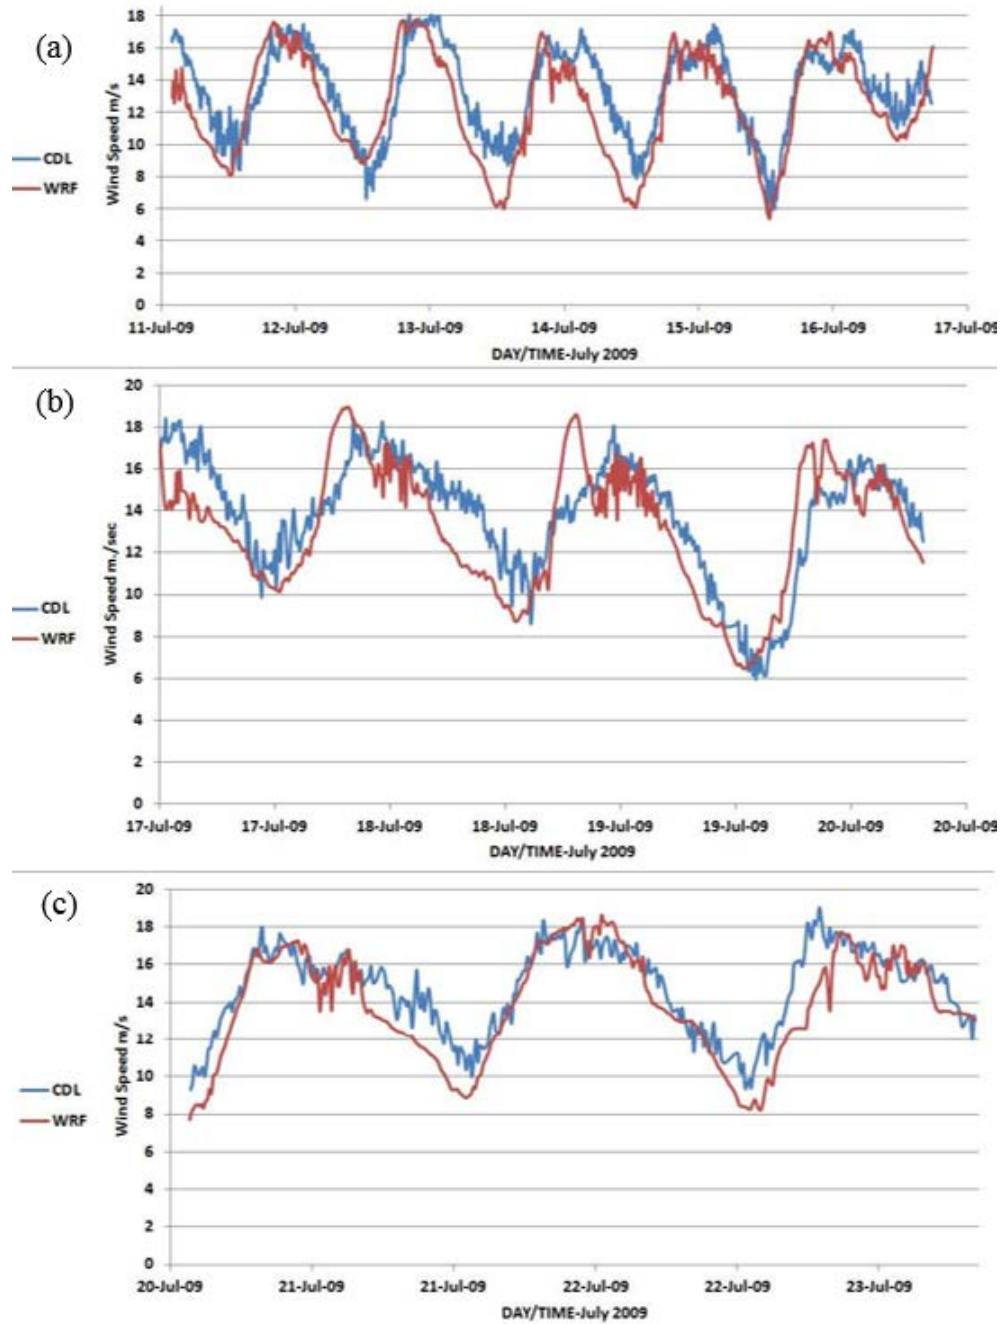 (a)
18
16
14
12
10
8
6
4
2
0
Wind Speed m/s
CDL
WRF
11-Jul-09 12-Jul-09 13-Jul-09 14-Jul-09 15-Jul-09 16-Jul-09 17-Jul-09
DAY/TIME-July 2009
(b)
20
18
16
14
12
10
8
6
4
2
0
Wind Speed m./sec
CDL
WRF
17-Jul-09 17-Jul-09 18-Jul-09 18-Jul-09 19-Jul-09 19-Jul-09 20-Jul-09 20-Jul-09
DAY/TIME-July 2009
(c)
20
18
16
14
12
10
8
6
4
2
0
Wind Speed m/s
CDL
WRF
20-Jul-09 21-Jul-09 21-Jul-09 22-Jul-09 22-Jul-09 23-Jul-09
DAY/TIME-July 2009